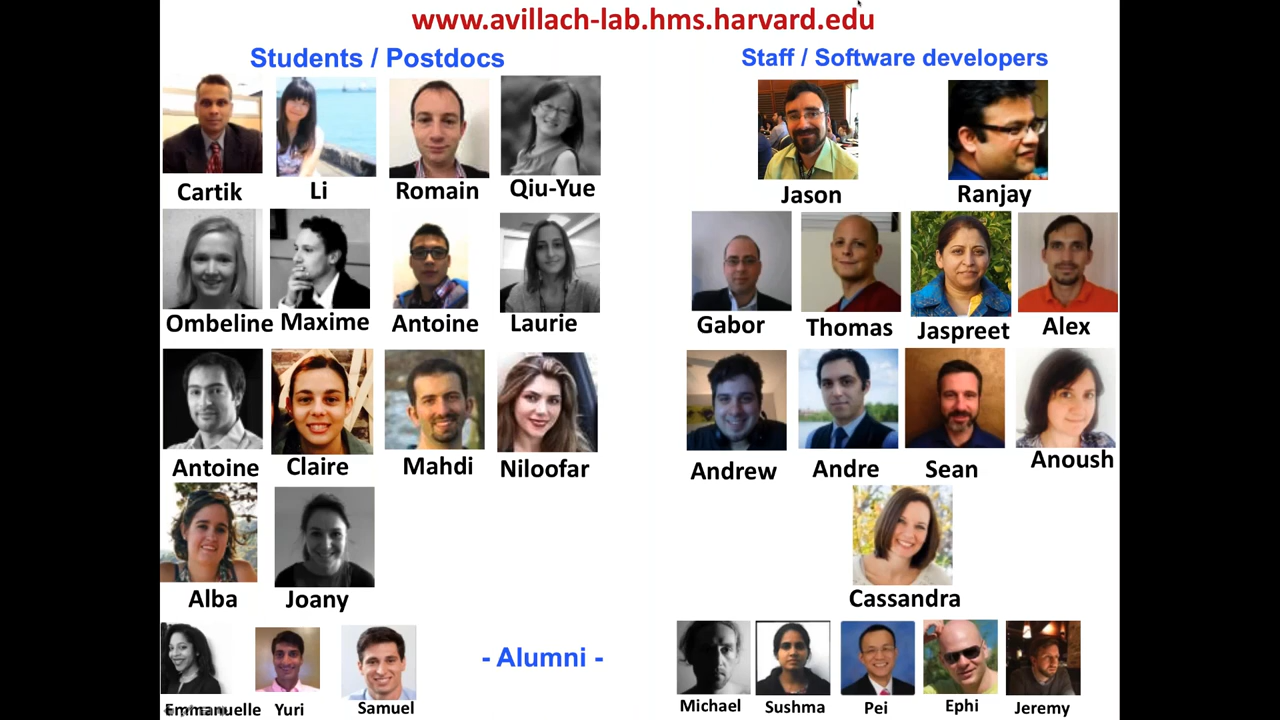 www.avillach-lab.hms.harvard.edu
Students / Postdocs
Staff / Software developers
Cartik Li Romain Qiu-Yue
Jason Ranjay
Ombeline Maxime Antoine Laurie
Gabor Thomas Jaspreet Alex
Antoine Claire Mahdi Niloofar
Andrew Andre Sean Anoush
Alba Joany
Cassandra
- Alumni -
Emmanuelle Yuri Samuel
Michael Sushma Pei Ephi Jeremy